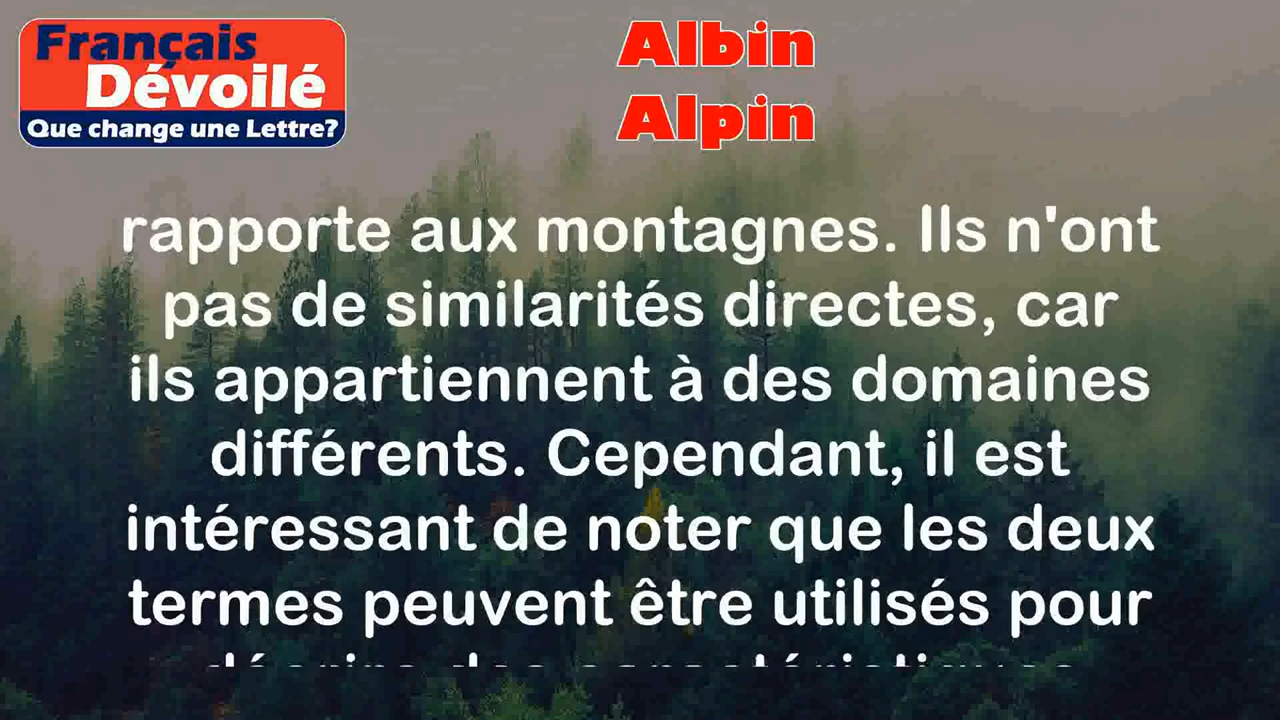 Français
Dévoilé
Que change une Lettre?
Albin
Alpin
rapporte aux montagnes. Ils n'ont
pas de similarités directes, car
ils appartiennent à des domaines
différents. Cependant, il est
intéressant de noter que les deux
termes peuvent être utilisés pour